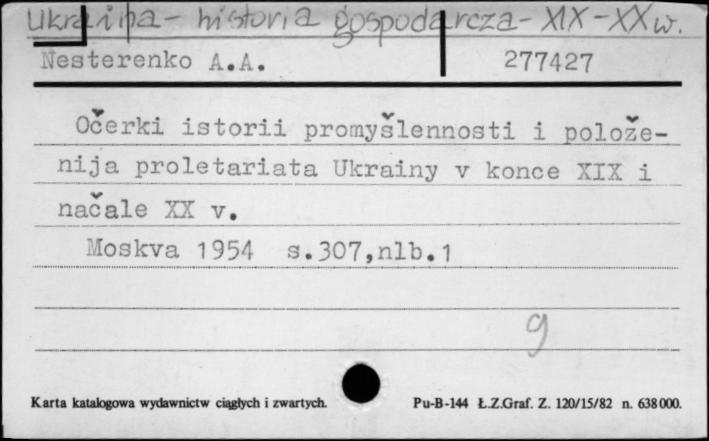 Ukraina - historia gospodarcza - XIX - XX w.
Nesterenko A.A. 277427
Očerki istorii promyšlennosti i polože-
nija proletariata Ukrainy v konce XIX i
načale XX v.
Moskva 1954 s.307,nlb.1
g
Karta katalogowa wydawnictw ciągłych i zwartych. Pu-B-144 Ł.Z.Graf. Z. 120/15/82 n. 638000.